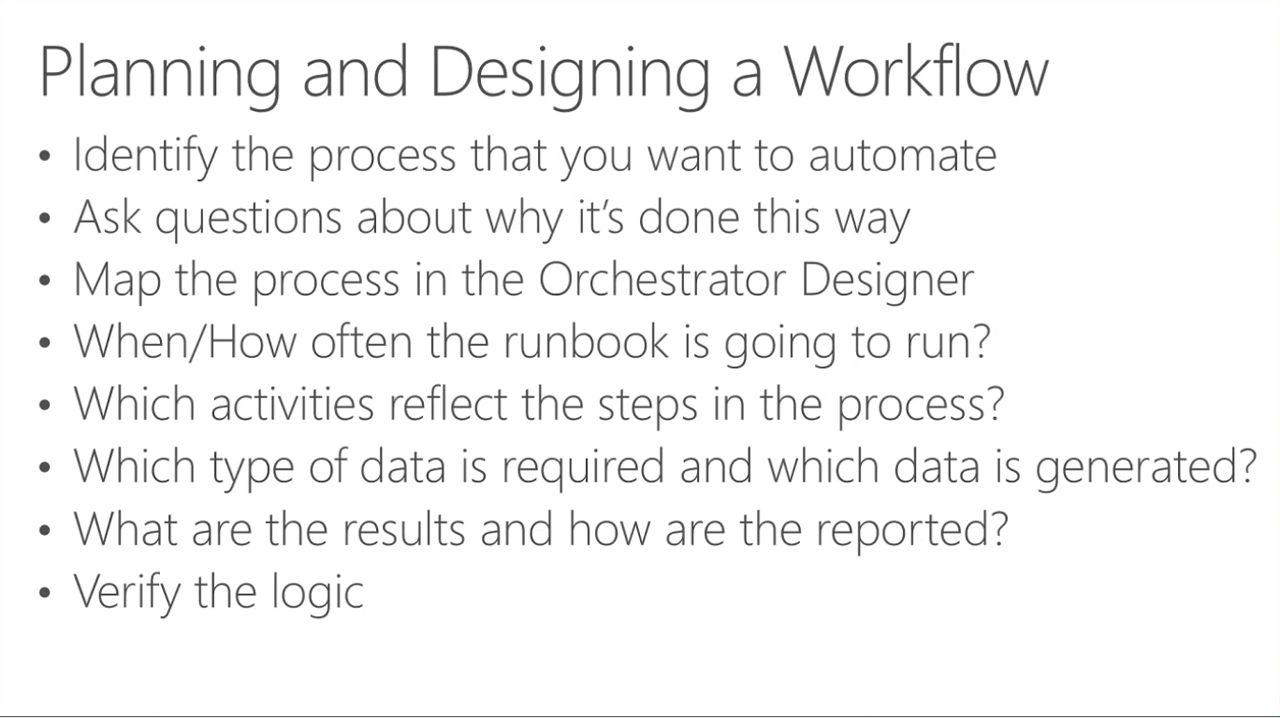 Planning and Designing a Workflow
• Identify the process that you want to automate
• Ask questions about why it's done this way
• Map the process in the Orchestrator Designer
• When/How often the runbook is going to run?
• Which activities reflect the steps in the process?
• Which type of data is required and which data is generated?
• What are the results and how are the reported?
• Verify the logic